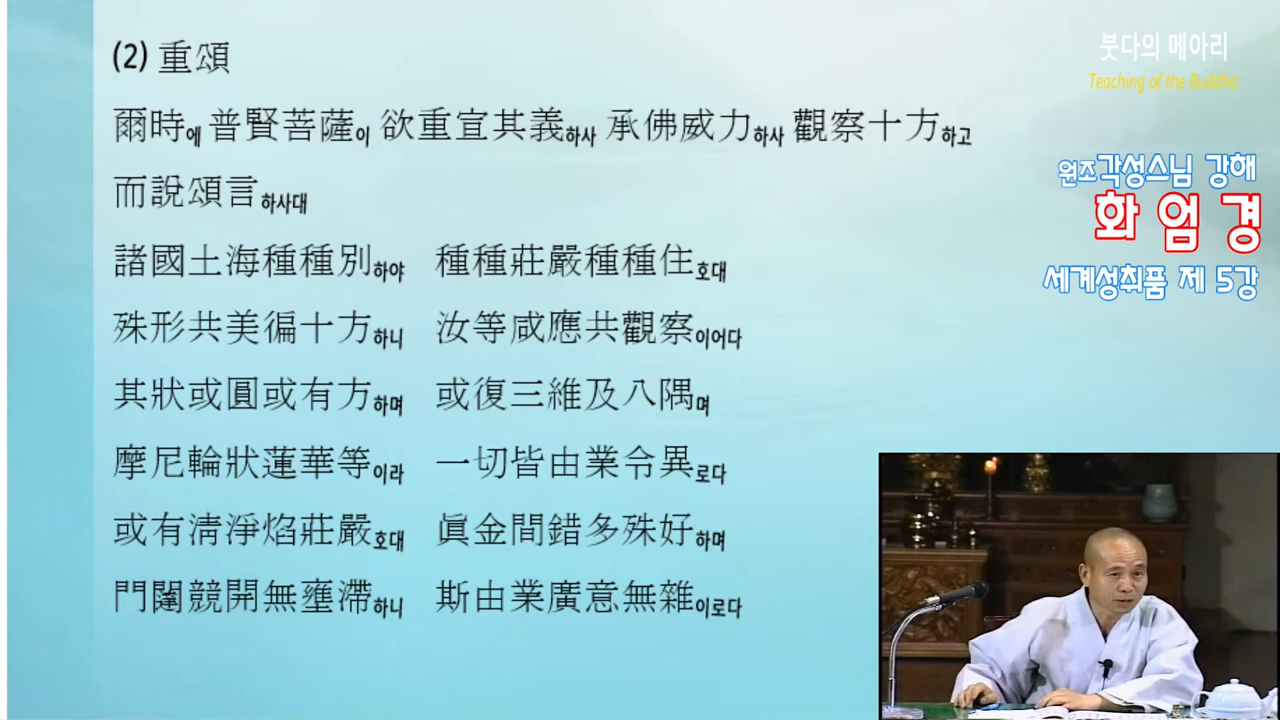 (2) 重頌
爾時에 普賢菩薩이 欲重宣其義하사 承佛威力하사 觀察十方하고
而說頌言하사대
諸國土海種種別하야 種種莊嚴種種住호대
殊形共美徧十方하니 汝等咸應共觀察이어다
其狀或圓或有方하며 或復三維及八隅며
摩尼輪狀蓮華等이라 一切皆由業令異로다
或有淸淨焰莊嚴호대 眞金間錯多殊好하며
門闥競開無壅滯하니 斯由業廣意無雜이로다
붓다의 메아리
Teaching of the Buddha
원조각성스님 강해
화엄경
세계성취품 제 5강